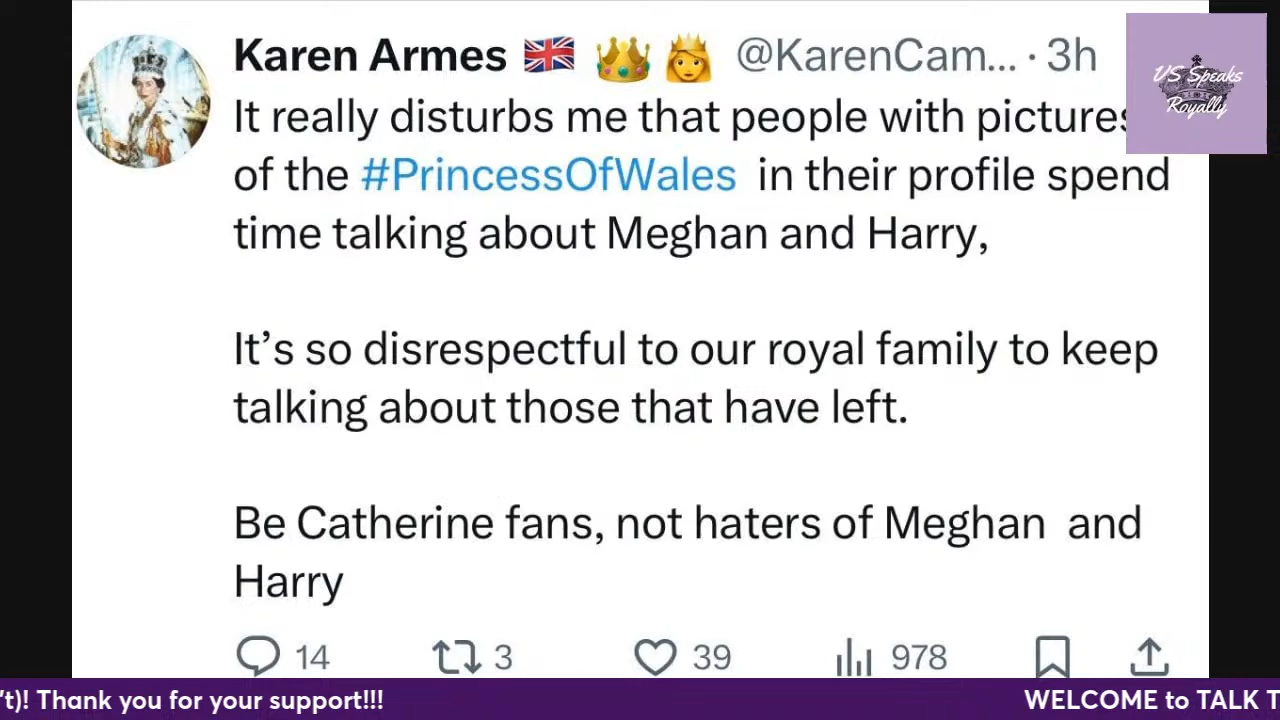 Karen Armes 🇬🇧 👑 👸 @KarenCam... · 3h
It really disturbs me that people with pictures
of the #PrincessOfWales in their profile spend
time talking about Meghan and Harry,
It’s so disrespectful to our royal family to keep
talking about those that have left.
Be Catherine fans, not haters of Meghan and
Harry
14 3 39 978
US Speaks
Royally
't)! Thank you for your support!!!
WELCOME to TALK T